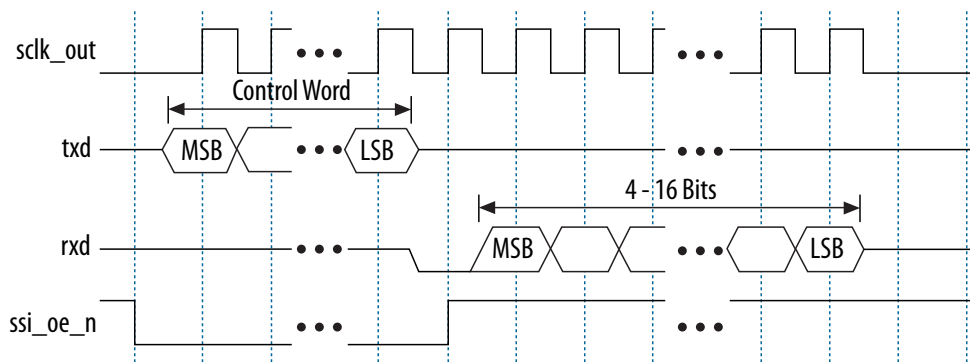 sclk_out
Control Word
txd
MSB
LSB
4 - 16 Bits
rxd
MSB
LSB
ssi_oe_n